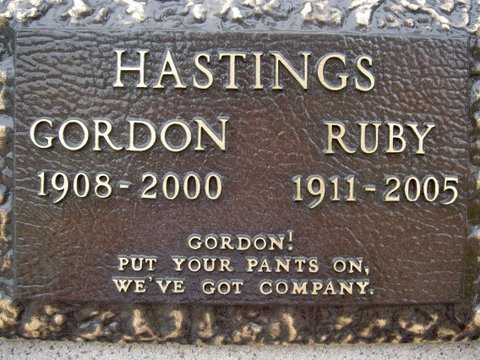 HASTINGS
GORDON RUBY
1908-2000 1911-2005
GORDON!
PUT YOUR PANTS ON,
WE'VE GOT COMPANY.